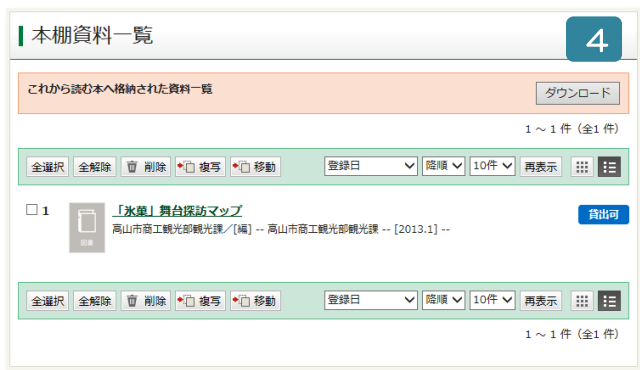 本棚資料一覧
4
これから読む本へ格納された資料一覧
ダウンロード
1 ～ 1 件（全1 件）
全選択 全解除 削除 複写 移動 登録日 降順 10件 再表示
1 「氷菓」舞台探訪マップ 貸出可
高山市商工観光部観光課／[編] -- 高山市商工観光部観光課 -- [2013.1] --
図書
全選択 全解除 削除 複写 移動 登録日 降順 10件 再表示
1 ～ 1 件（全1 件）